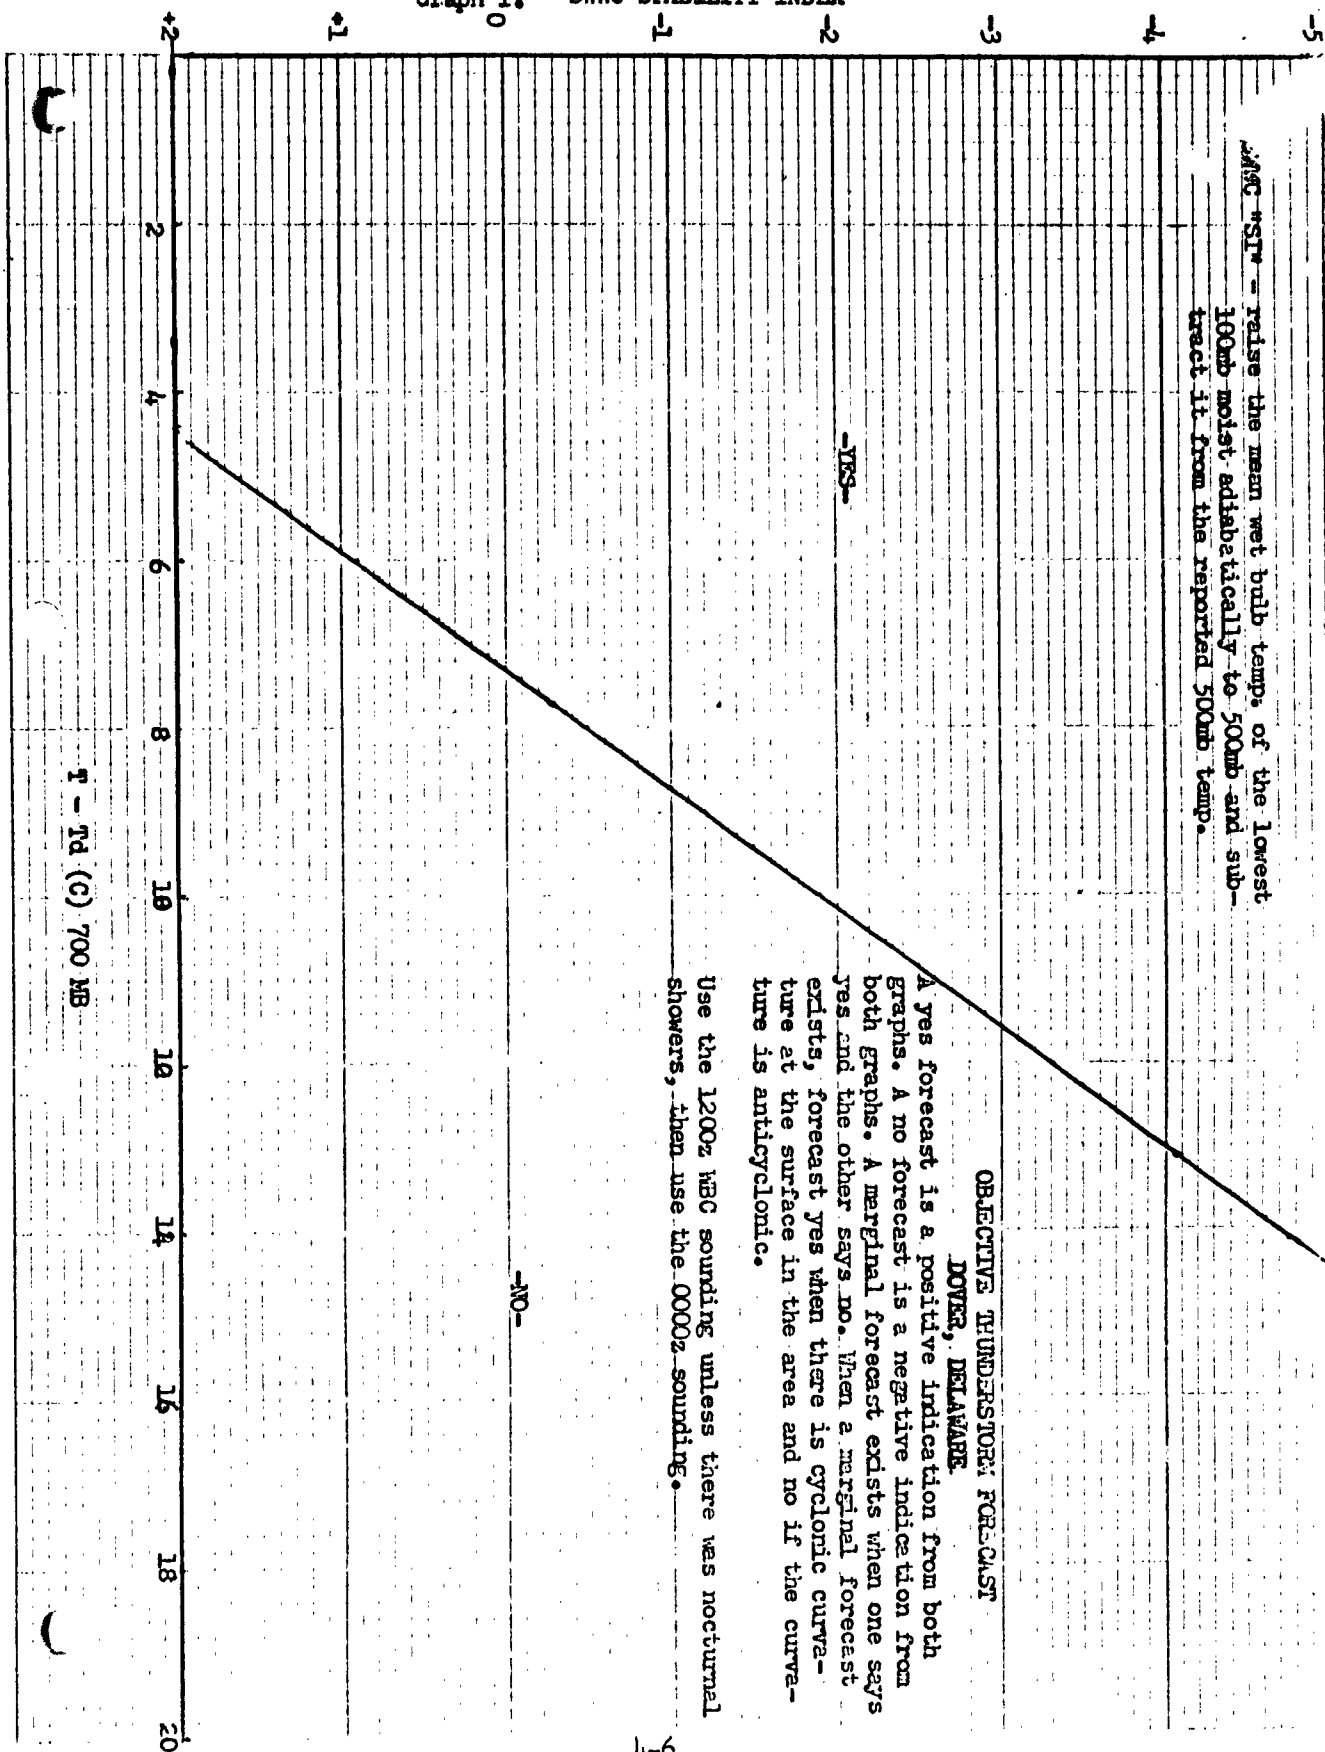 Graph 1. SWWC STABILITY INDEX
-5
-4
-3
-2
-1
0
+1
+2
"SI" - raise the mean wet bulb temp. of the lowest
100mb moist adiabatically to 500mb and sub-
tract it from the reported 500mb temp.
-YES-
OBJECTIVE THUNDERSTORM FORECAST
DOVER, DELAWARE
A yes forecast is a positive indication from both
graphs. A no forecast is a negative indication from
both graphs. A marginal forecast exists when one says
yes and the other says no. When a marginal forecast
exists, forecast yes when there is cyclonic curva-
ture at the surface in the area and no if the curva-
ture is anticyclonic.
Use the 1200z WBC sounding unless there was nocturnal
showers, then use the 0000z sounding.
-NO-
2 4 6 8 10 12 14 16 18 20
T - Td (C) 700 MB